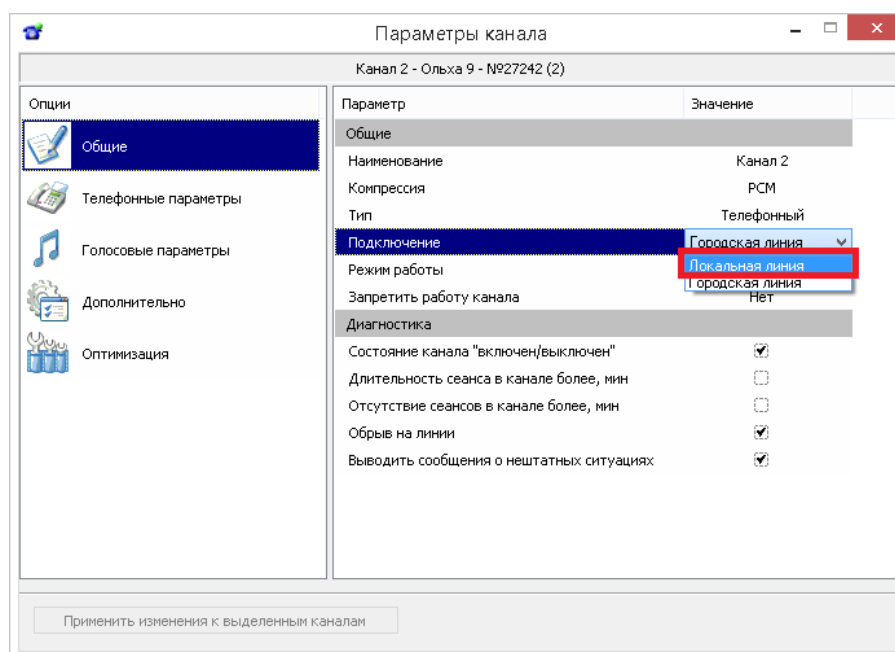 Параметры канала
Канал 2 - Ольха 9 - №27242 (2)
Опции
Общие
Телефонные параметры
Голосовые параметры
Дополнительно
Оптимизация
Параметр Значение
Общие
Наименование Канал 2
Компрессия PCM
Тип Телефонный
Подключение Городская линия
Локальная линия
Городская линия
Режим работы
Запретить работу канала Нет
Диагностика
Состояние канала "включен/выключен"
Длительность сеанса в канале более, мин
Отсутствие сеансов в канале более, мин
Обрыв на линии
Выводить сообщения о нештатных ситуациях
Применить изменения к выделенным каналам